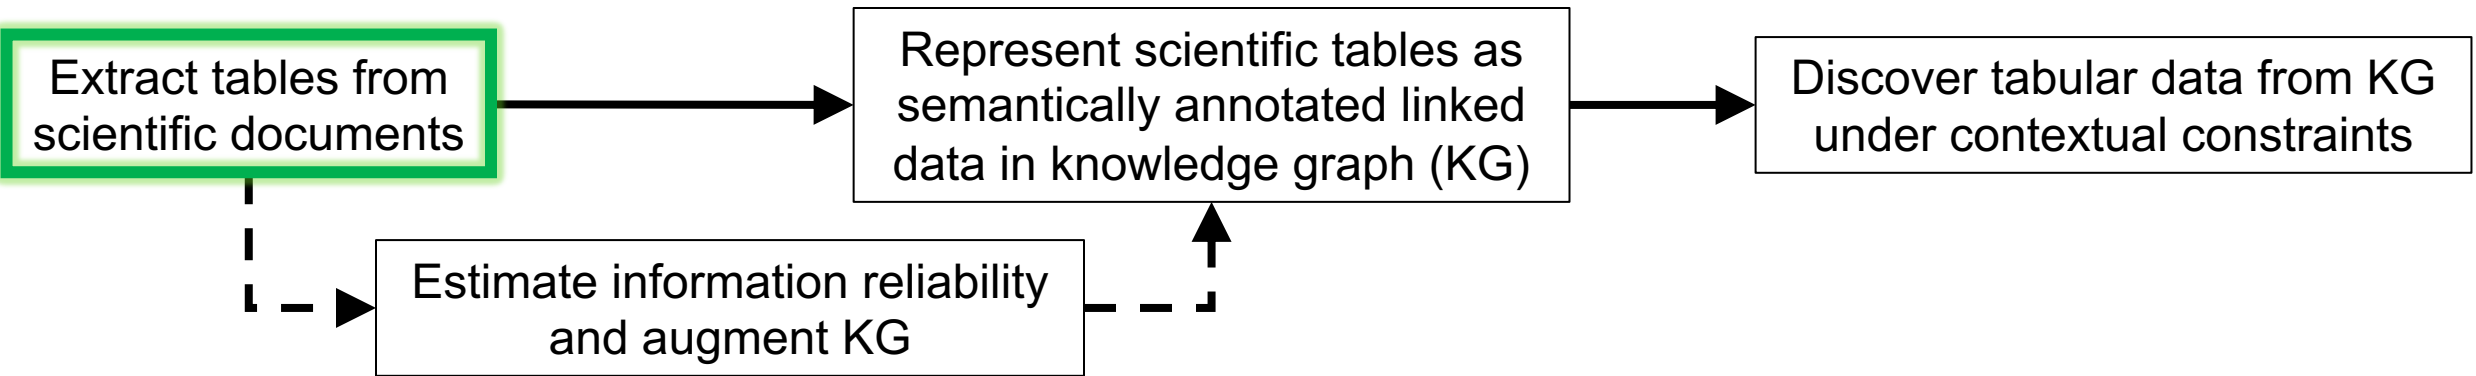 Extract tables from
scientific documents
Represent scientific tables as
semantically annotated linked
data in knowledge graph (KG)
Discover tabular data from KG
under contextual constraints
Estimate information reliability
and augment KG